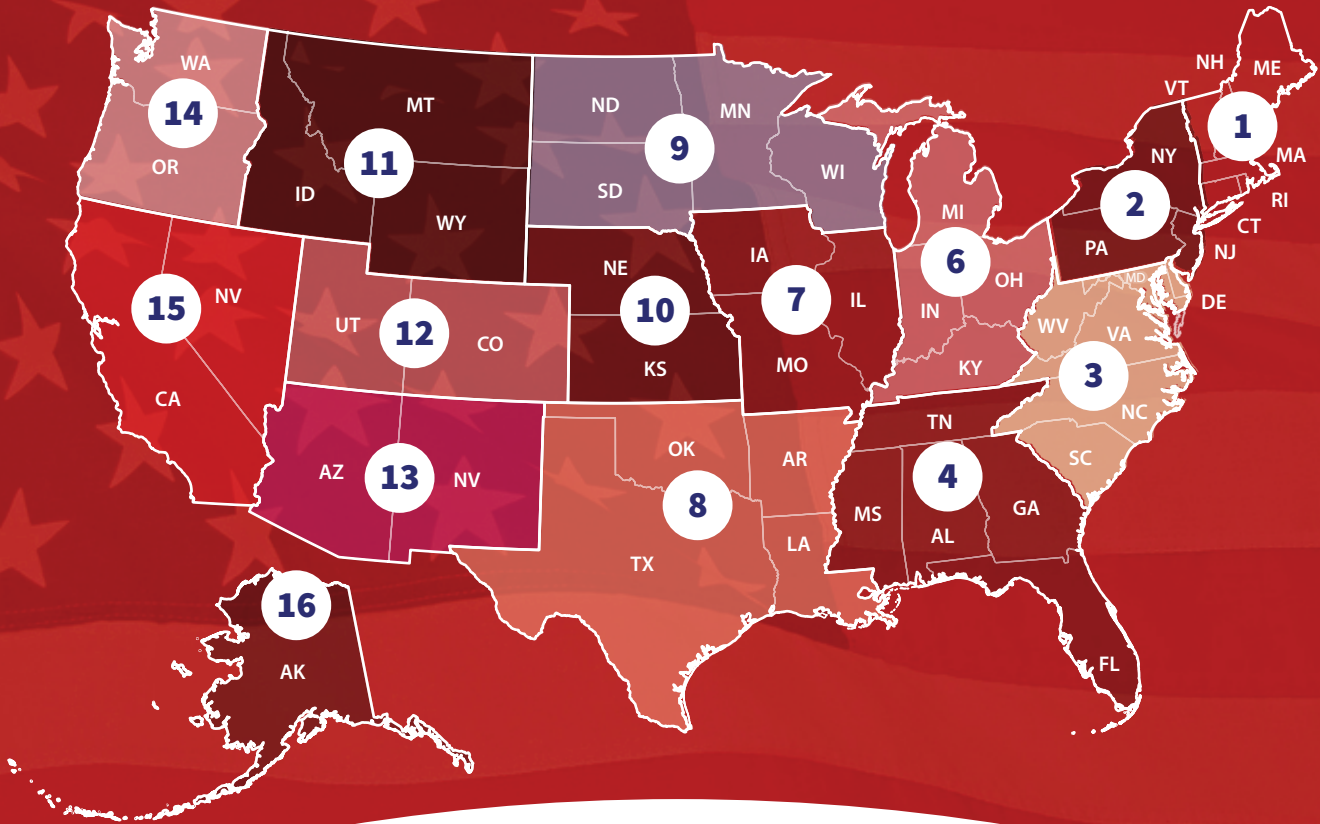 NH
ME
WA
VT
14
MT
ND
MN
1
OR
11
9
NY
MA
ID
SD
WI
2
RI
WY
MI
CT
PA
NJ
IA
6
NE
OH
MD
15
NV
10
7
IL
IN
DE
UT
12
CO
WV
VA
KS
MO
KY
3
CA
TN
NC
AZ
13
NV
OK
AR
4
SC
8
MS
GA
LA
AL
TX
16
AK
FL